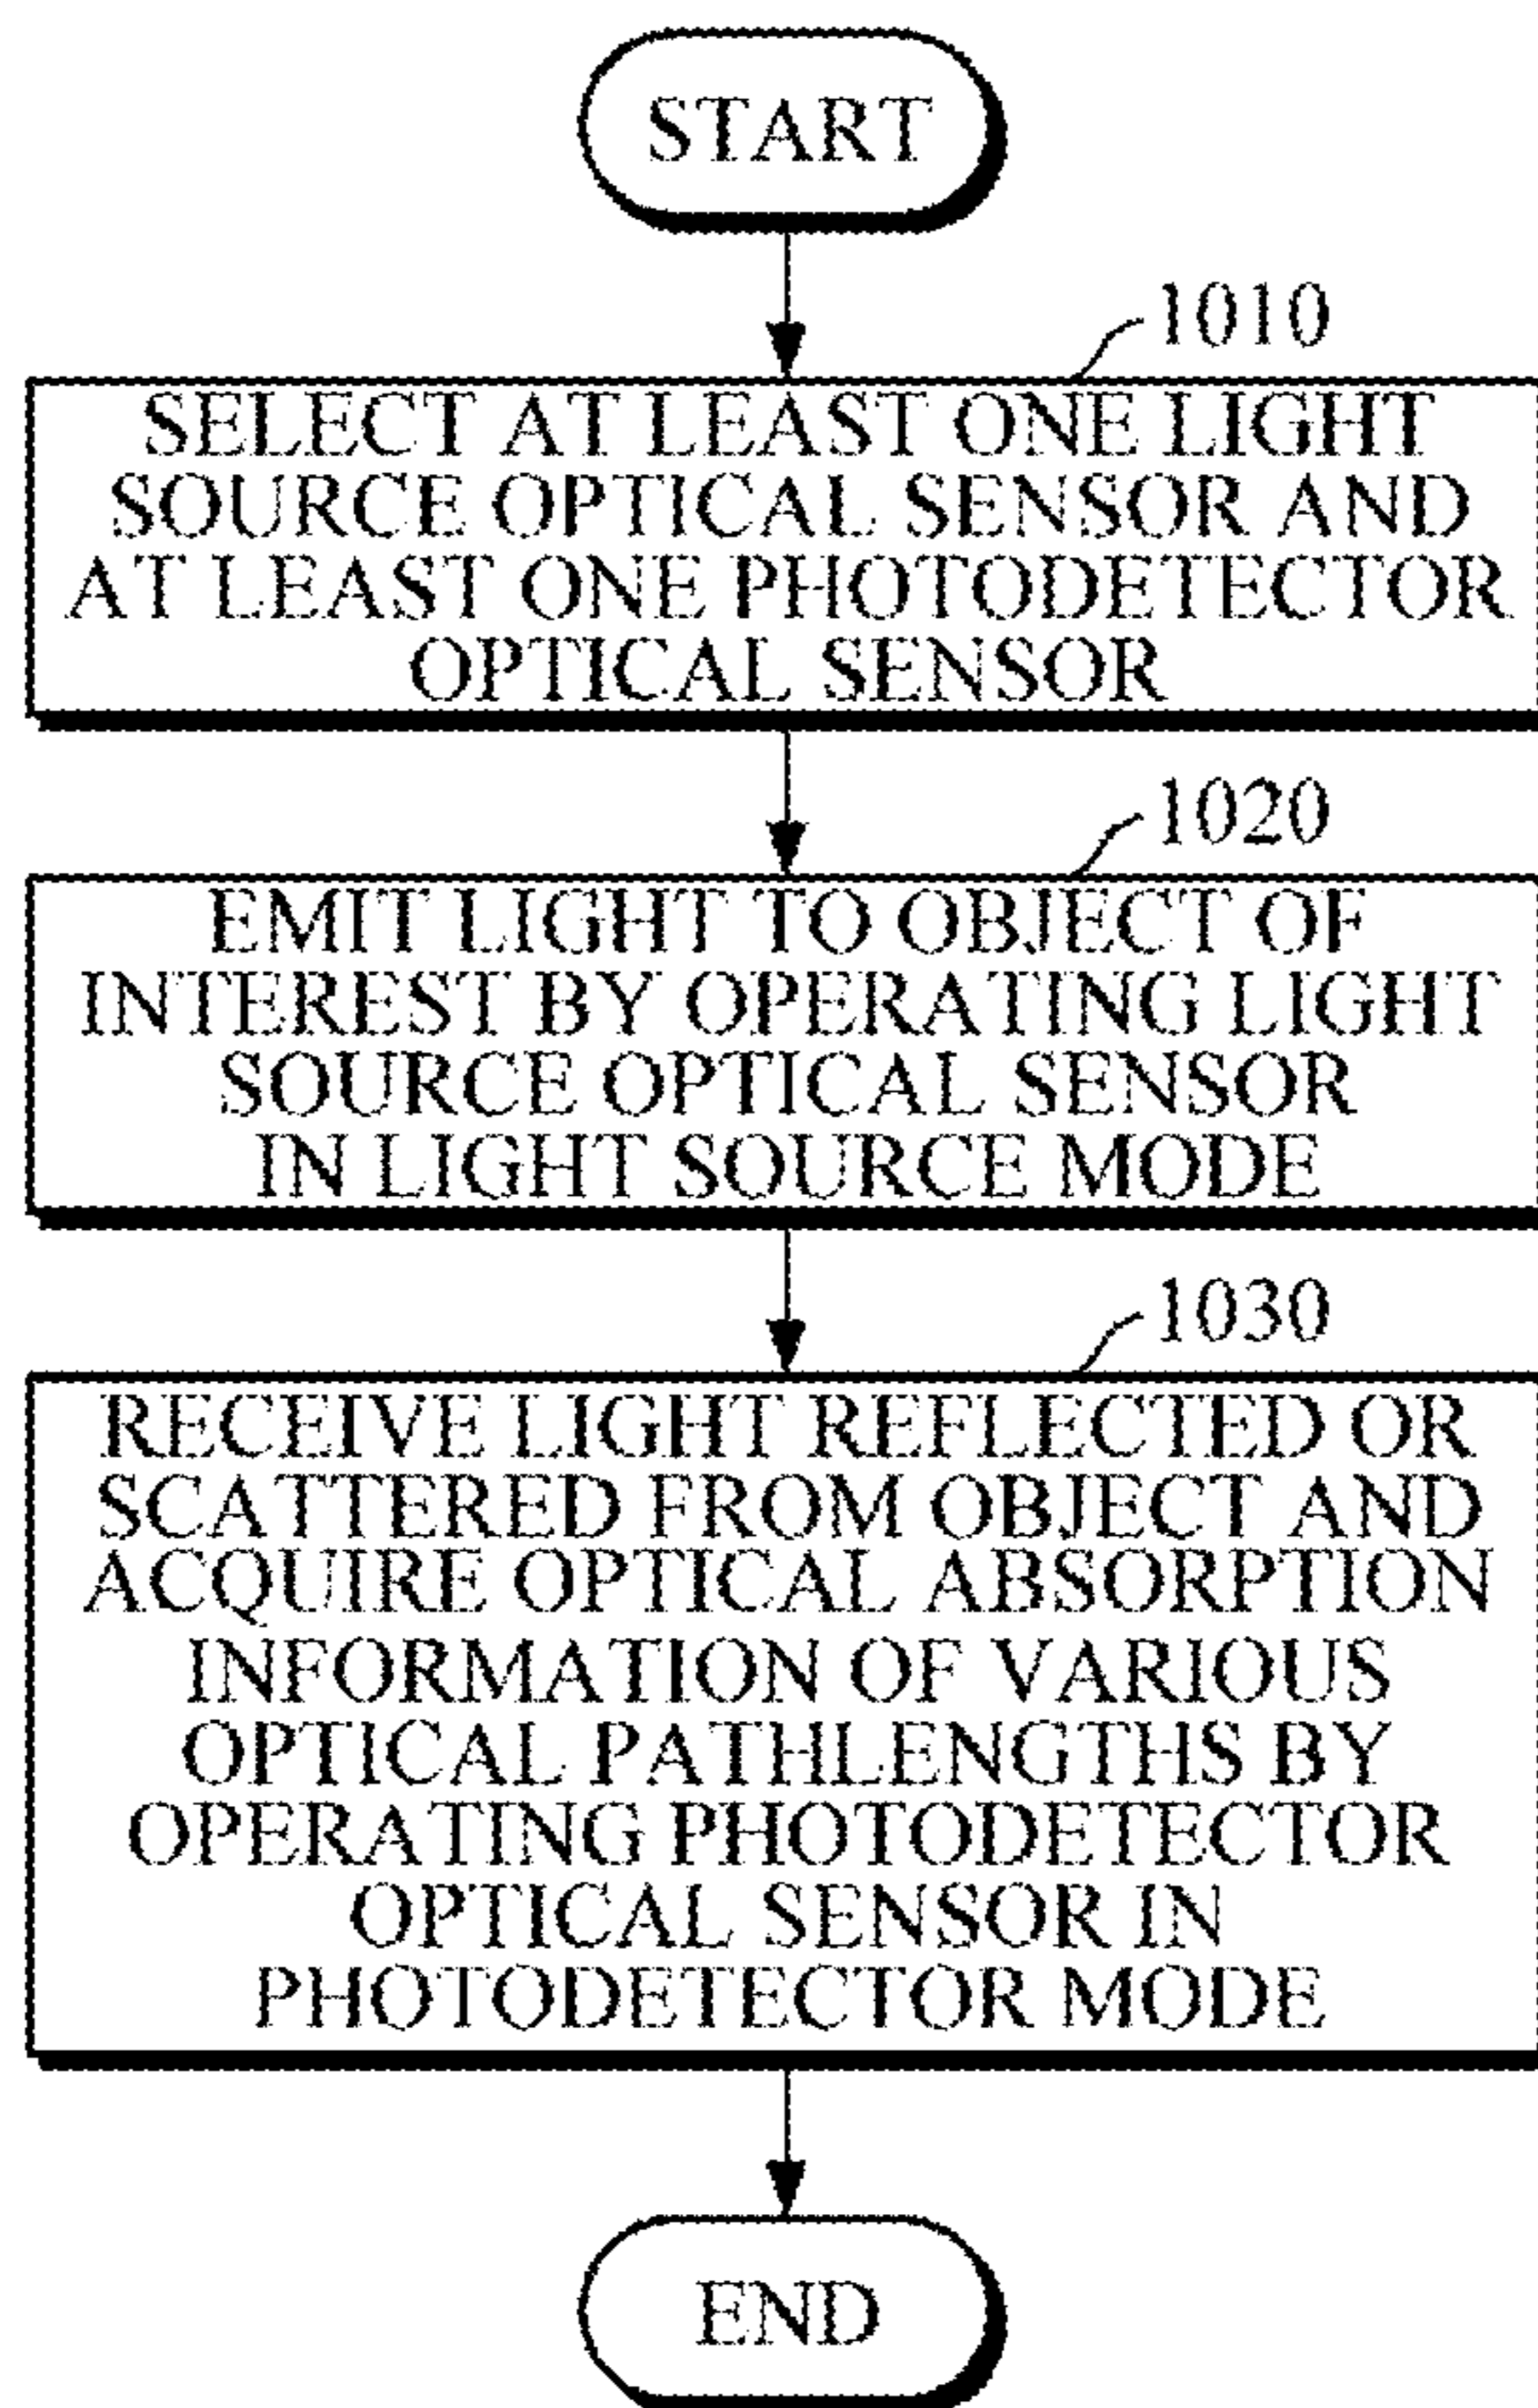 START
1010
SELECT AT LEAST ONE LIGHT
SOURCE OPTICAL SENSOR AND
AT LEAST ONE PHOTODETECTOR
OPTICAL SENSOR
1020
EMIT LIGHT TO OBJECT OF
INTEREST BY OPERATING LIGHT
SOURCE OPTICAL SENSOR
IN LIGHT SOURCE MODE
1030
RECEIVE LIGHT REFLECTED OR
SCATTERED FROM OBJECT AND
ACQUIRE OPTICAL ABSORPTION
INFORMATION OF VARIOUS
OPTICAL PATHLENGTHS BY
OPERATING PHOTODETECTOR
OPTICAL SENSOR IN
PHOTODETECTOR MODE
END